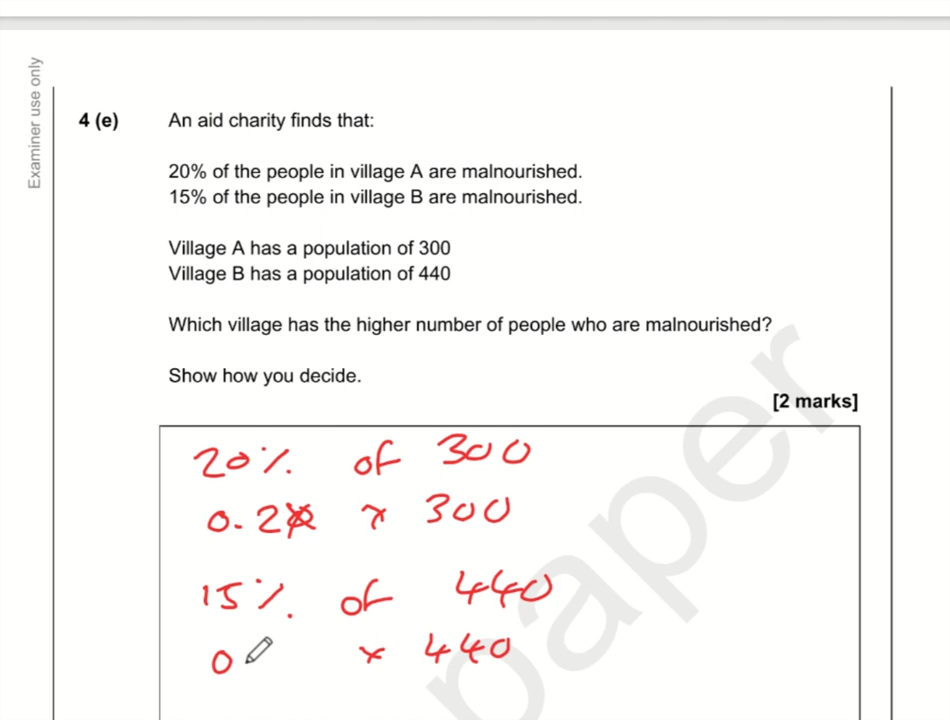 Examiner use only
4 (e) An aid charity finds that:
20% of the people in village A are malnourished.
15% of the people in village B are malnourished.
Village A has a population of 300
Village B has a population of 440
Which village has the higher number of people who are malnourished?
Show how you decide.
[2 marks]
20% of 300
0.2 x 300
15%. of 440
0 x 440
paper